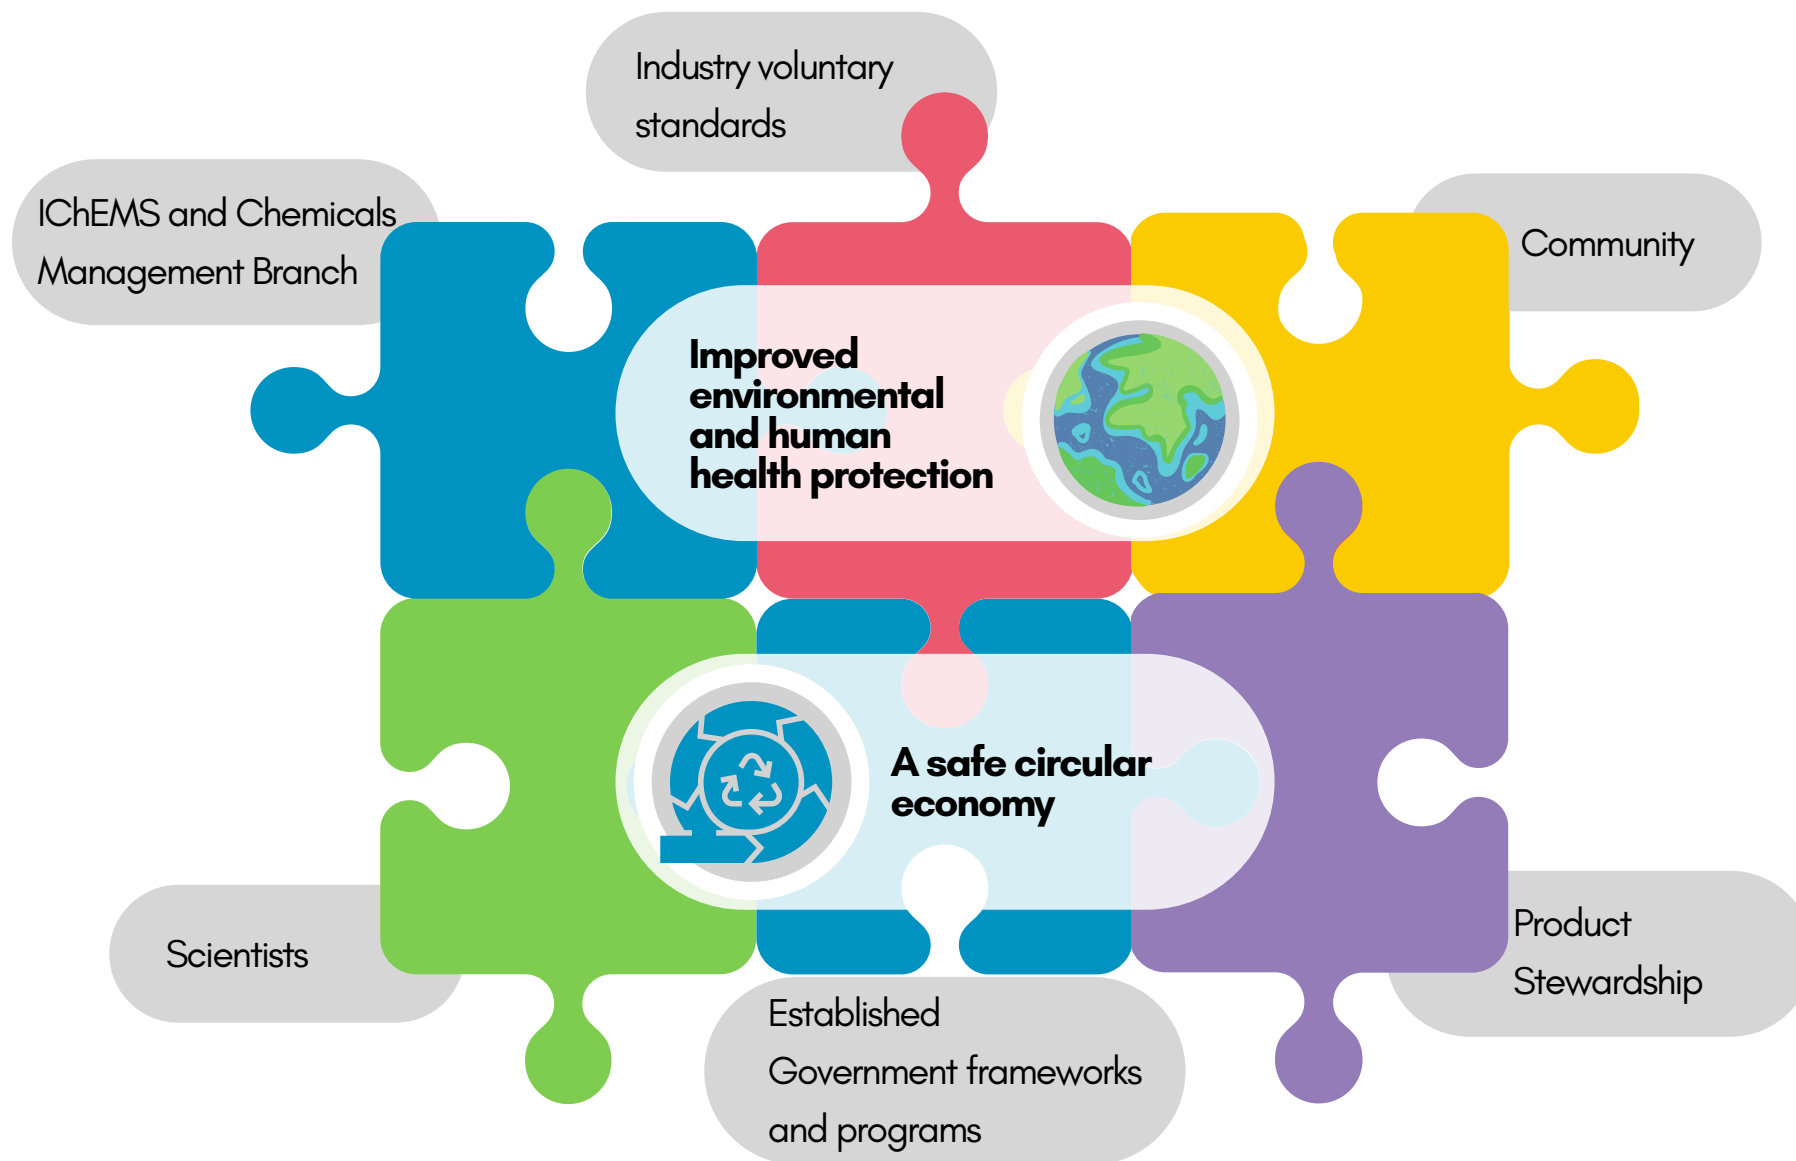 Industry voluntary
standards
IChEMS and Chemicals
Management Branch
Community
Improved
environmental
and human
health protection
A safe circular
economy
Scientists
Product
Stewardship
Established
Government frameworks
and programs